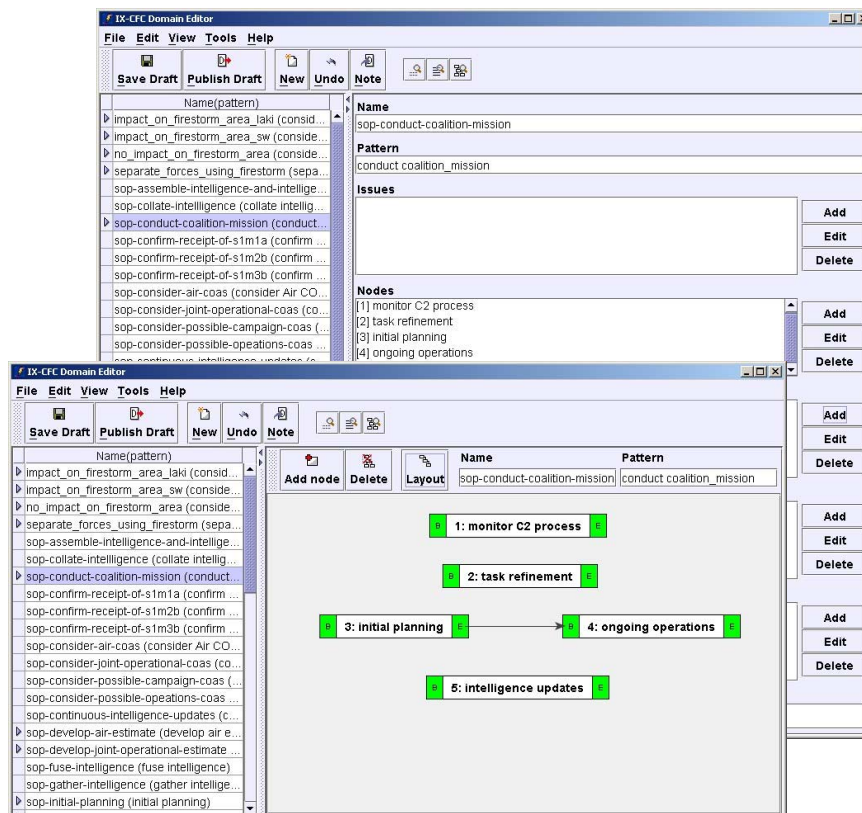 IX-CFC Domain Editor
File Edit View Tools Help
Save Draft Publish Draft New Undo Note
Name(pattern)
impact_on_firestorm_area_laki (consid...
impact_on_firestorm_area_sw (conside...
no_impact_on_firestorm_area (conside...
separate_forces_using_firestorm (sepa...
sop-assemble-intelligence-and-intellige...
sop-collate-intellligence (collate intellig...
sop-conduct-coalition-mission (conduct...
sop-confirm-receipt-of-s1m1a (confirm ...
sop-confirm-receipt-of-s1m2b (confirm ...
sop-confirm-receipt-of-s1m3b (confirm ...
sop-consider-air-coas (consider Air CO...
sop-consider-joint-operational-coas (co...
sop-consider-possible-campaign-coas (...
sop-consider-possible-opeations-coas ...
Name
sop-conduct-coalition-mission
Pattern
conduct coalition_mission
Issues
Add
Edit
Delete
Nodes
[1] monitor C2 process
[2] task refinement
[3] initial planning
[4] ongoing operations
Add
Edit
Delete
Add
Edit
Delete
Add
Edit
Delete
Add
Edit
Delete
IX-CFC Domain Editor
File Edit View Tools Help
Save Draft Publish Draft New Undo Note
Name(pattern)
impact_on_firestorm_area_laki (consid...
impact_on_firestorm_area_sw (conside...
no_impact_on_firestorm_area (conside...
separate_forces_using_firestorm (sepa...
sop-assemble-intelligence-and-intellige...
sop-collate-intellligence (collate intellig...
sop-conduct-coalition-mission (conduct...
sop-confirm-receipt-of-s1m1a (confirm ...
sop-confirm-receipt-of-s1m2b (confirm ...
sop-confirm-receipt-of-s1m3b (confirm ...
sop-consider-air-coas (consider Air CO...
sop-consider-joint-operational-coas (co...
sop-consider-possible-campaign-coas (...
sop-consider-possible-opeations-coas ...
sop-continuous-intelligence-updates (c...
sop-develop-air-estimate (develop air e...
sop-develop-joint-operational-estimate ...
sop-fuse-intelligence (fuse intelligence)
sop-gather-intelligence (gather intellige...
sop-initial-planning (initial planning)
Add node Delete Layout
Name Pattern
sop-conduct-coalition-mission conduct coalition_mission
B 1: monitor C2 process E
B 2: task refinement E
B 3: initial planning E B 4: ongoing operations E
B 5: intelligence updates E